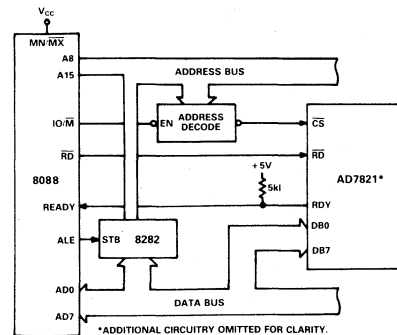 VCC
MN/MX
A8
A15
ADDRESS BUS
IO/M
EN
ADDRESS
DECODE
CS
RD
RD
+5V
5kΩ
8088
AD7821*
READY
RDY
ALE
STB
8282
DB0
DB7
AD0
AD7
DATA BUS
*ADDITIONAL CIRCUITRY OMITTED FOR CLARITY.